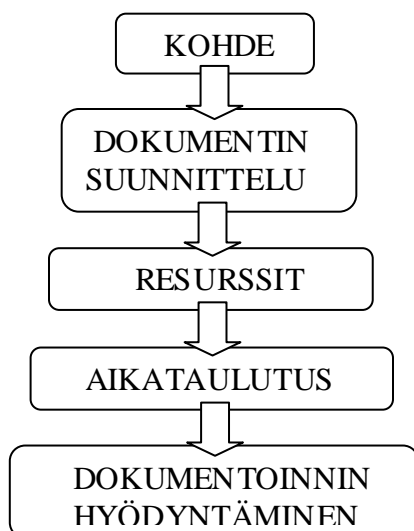 KOHDE
DOKUMENTIN
SUUNNITTELU
RESURSSIT
AIKATAULUTUS
DOKUMENTOINNIN
HYÖDYNTÄMINEN